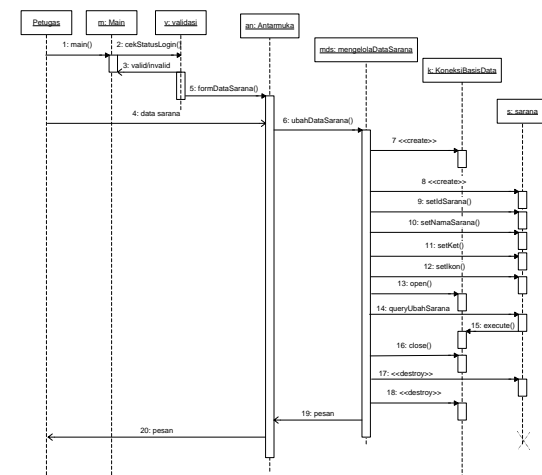 Petugas
m: Main
v: validasi
an: Antarmuka
mds: mengelolaDataSarana
k: KoneksiBasisData
s: sarana
1: main()
2: cekStatusLogin()
3: valid/invalid
5: formDataSarana()
4: data sarana
6: ubahDataSarana()
7 <<create>>
8 <<create>>
9: setIdSarana()
10: setNamaSarana()
11: setKet()
12: setIkon()
13: open()
14: queryUbahSarana
15: execute()
16: close()
17: <<destroy>>
18: <<destroy>>
19: pesan
20: pesan